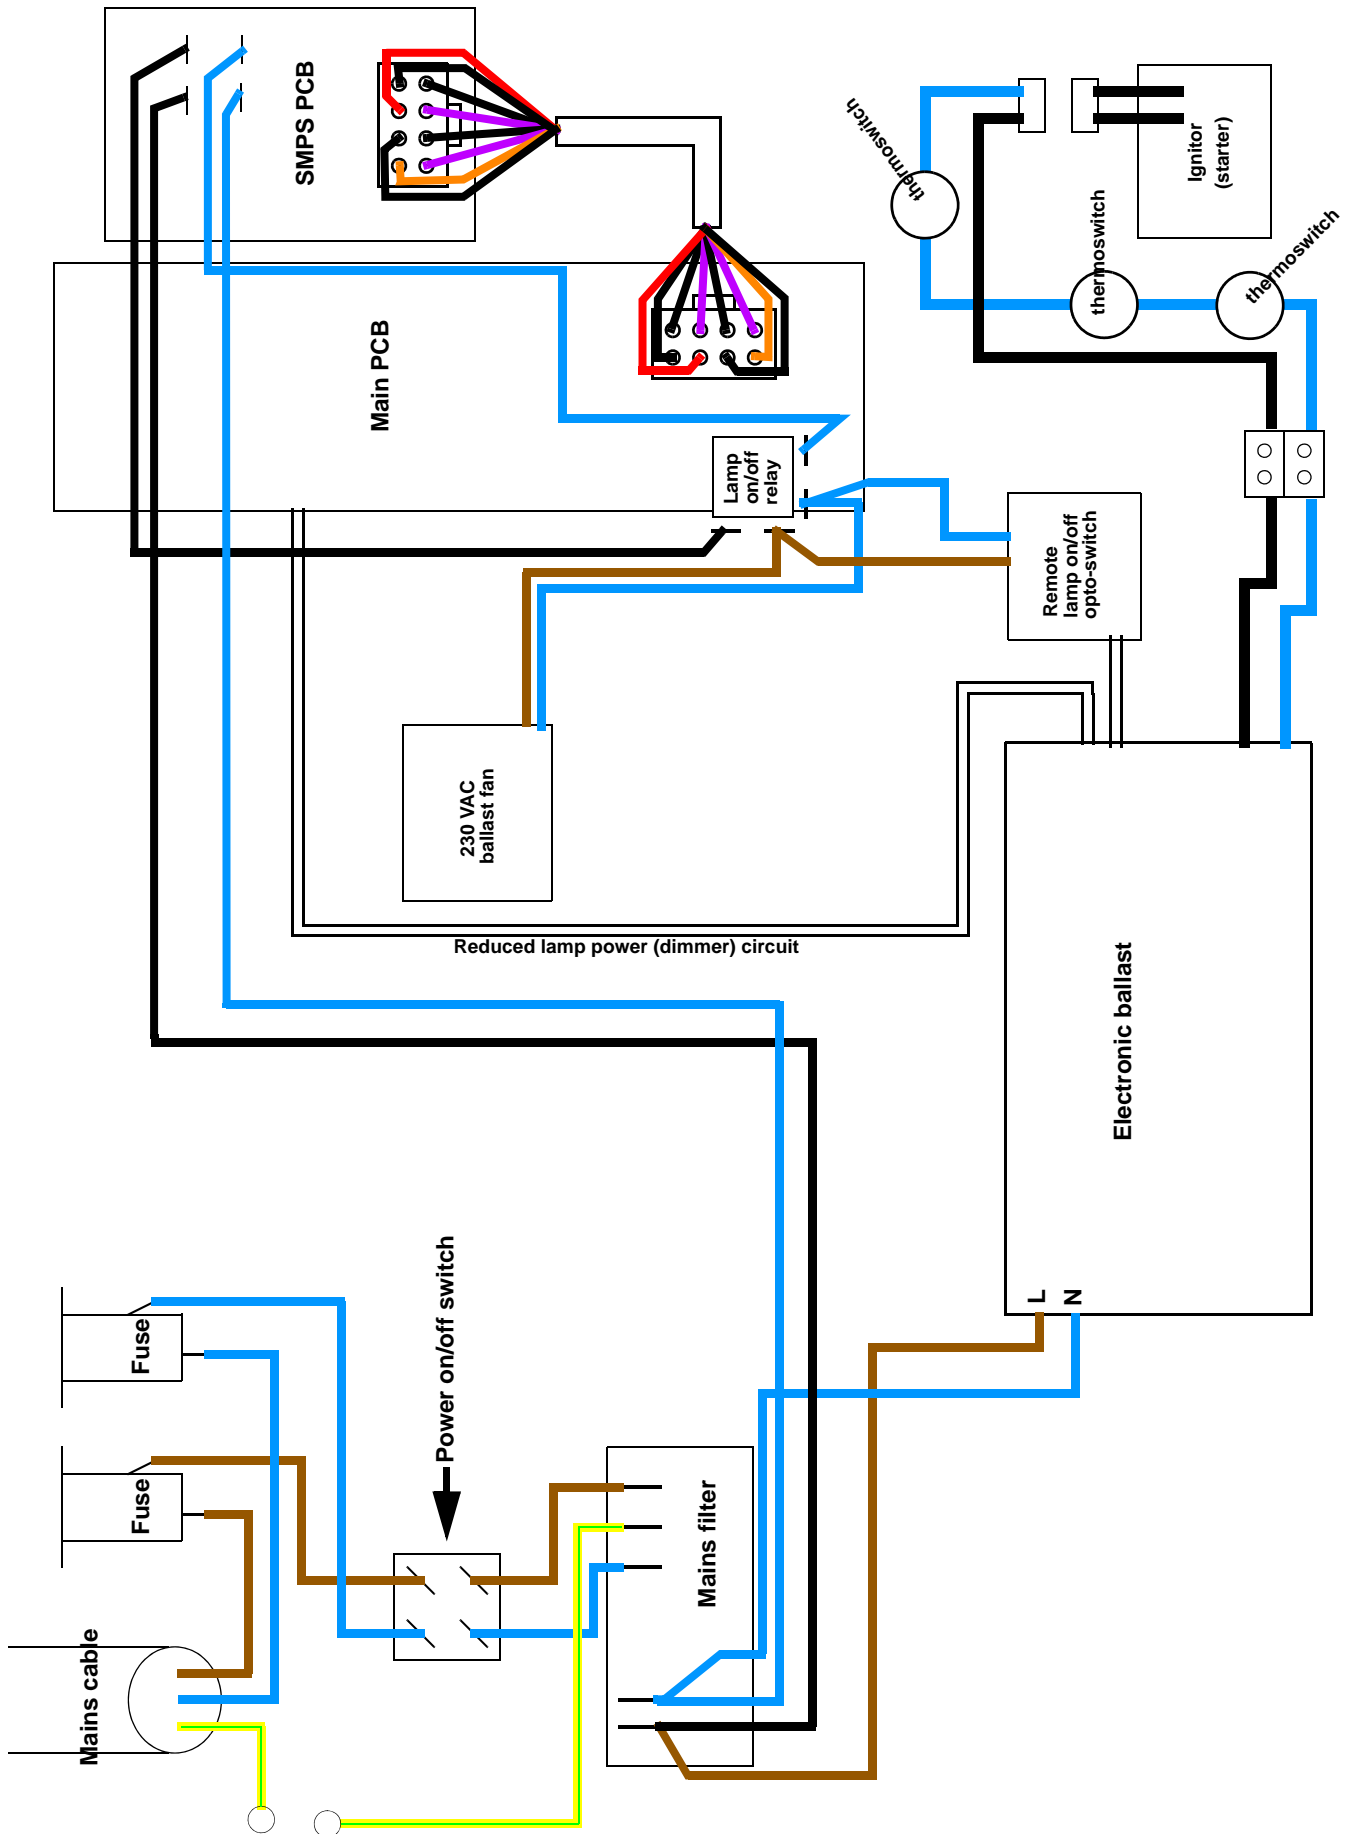 SMPS PCB
thermoswitch
Ignitor
(starter)
thermoswitch
thermoswitch
Main PCB
Lamp
on/off
relay
Remote
lamp on/off
opto-switch
230 VAC
ballast fan
Reduced lamp power (dimmer) circuit
Electronic ballast
L
N
Power on/off switch
Fuse
Fuse
Mains filter
Mains cable